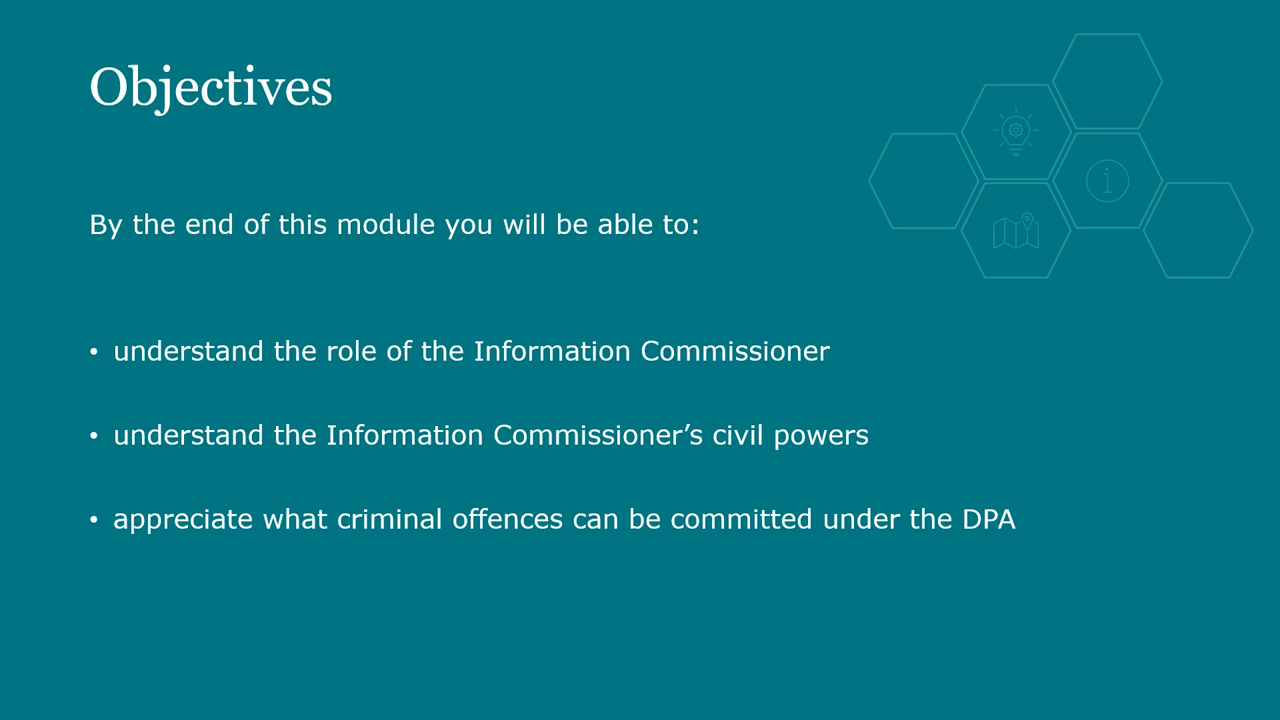 Objectives
By the end of this module you will be able to:
• understand the role of the Information Commissioner
• understand the Information Commissioner’s civil powers
• appreciate what criminal offences can be committed under the DPA